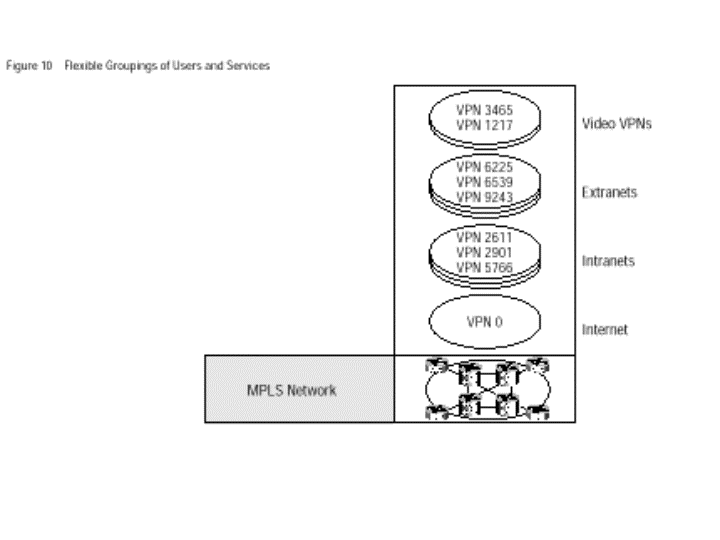 Figure 10 Flexible Groupings of Users and Services
VPN 3465
VPN 1217
Video VPNs
VPN 6225
VPN 6539
VPN 9243
Extranets
VPN 2611
VPN 2901
VPN 5766
Intranets
VPN 0
Internet
MPLS Network